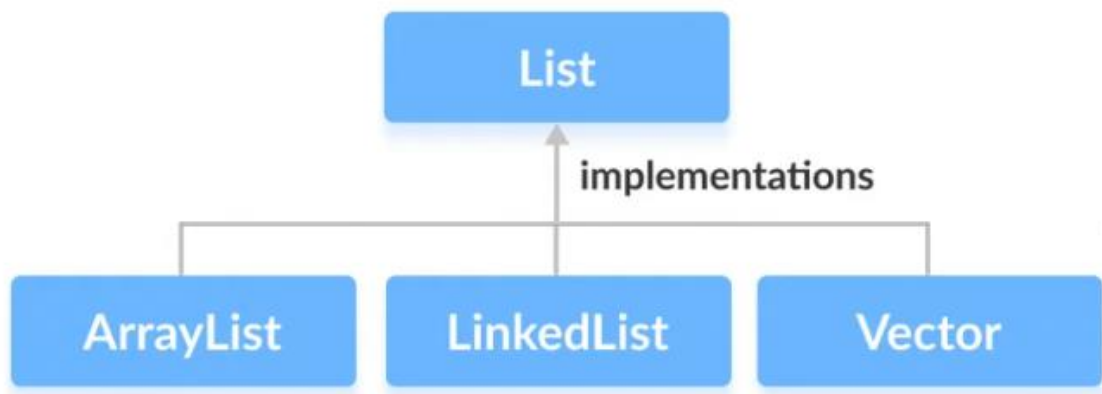 List
implementations
ArrayList
LinkedList
Vector